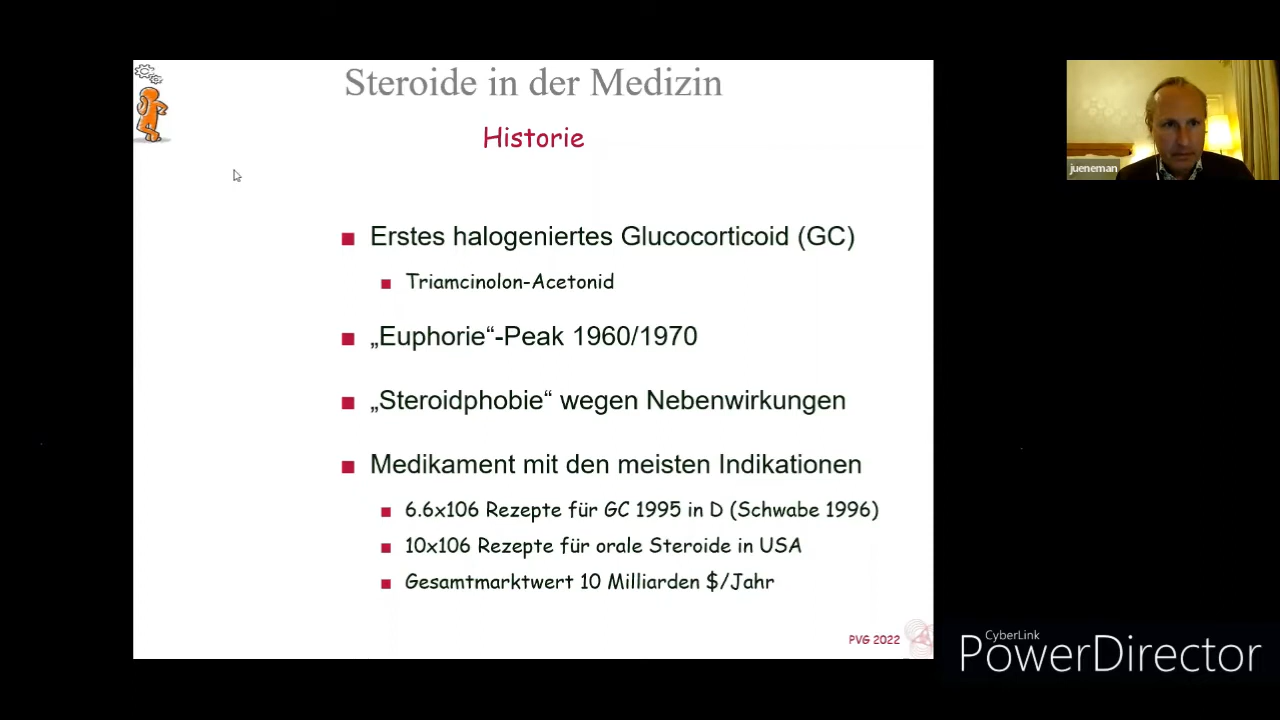 Steroide in der Medizin
Historie
Erstes halogeniertes Glucocorticoid (GC)
Triamcinolon-Acetonid
„Euphorie“-Peak 1960/1970
„Steroidphobie“ wegen Nebenwirkungen
Medikament mit den meisten Indikationen
6.6x106 Rezepte für GC 1995 in D (Schwabe 1996)
10x106 Rezepte für orale Steroide in USA
Gesamtmarktwert 10 Milliarden $/Jahr
PVG 2022
jueneman
CyberLink
PowerDirector